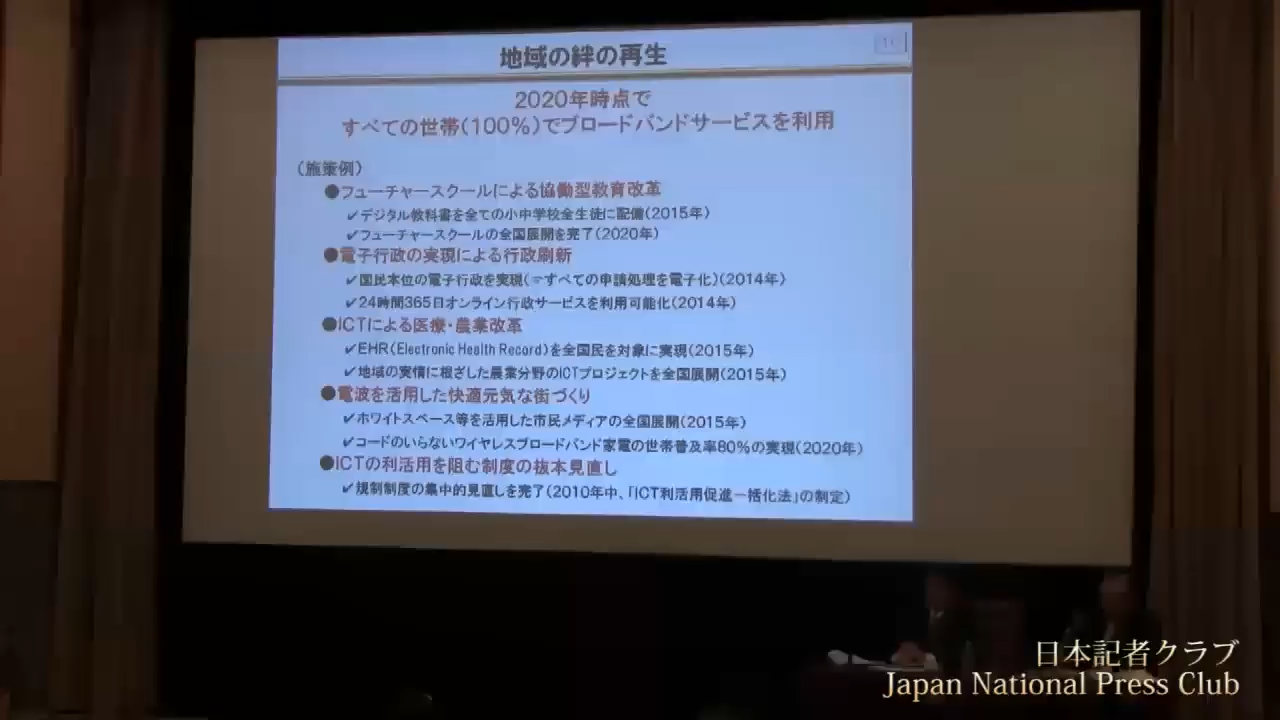 地域の絆の再生
2020年時点で
すべての世帯(100%)でブロードバンドサービスを利用
(施策例)
●フューチャースクールによる協働型教育改革
✓デジタル教科書を全ての小中学校全生徒に配備(2015年)
✓フューチャースクールの全国展開を完了(2020年)
●電子行政の実現による行政刷新
✓国民本位の電子行政を実現(=すべての申請処理を電子化)(2014年)
✓24時間365日オンライン行政サービスを利用可能化(2014年)
●ICTによる医療・農業改革
✓EHR(Electronic Health Record)を全国民を対象に実現(2015年)
✓地域の実情に根ざした農業分野のICTプロジェクトを全国展開(2015年)
●電波を活用した快適元気な街づくり
✓ホワイトスペース等を活用した市民メディアの全国展開(2015年)
✓コードのいらないワイヤレスブロードバンド家電の世帯普及率80%の実現(2020年)
●ICTの利活用を阻む制度の抜本見直し
✓規制制度の集中的見直しを完了(2010年中、「ICT利活用促進一括化法」の制定)
日本記者クラブ
Japan National Press Club